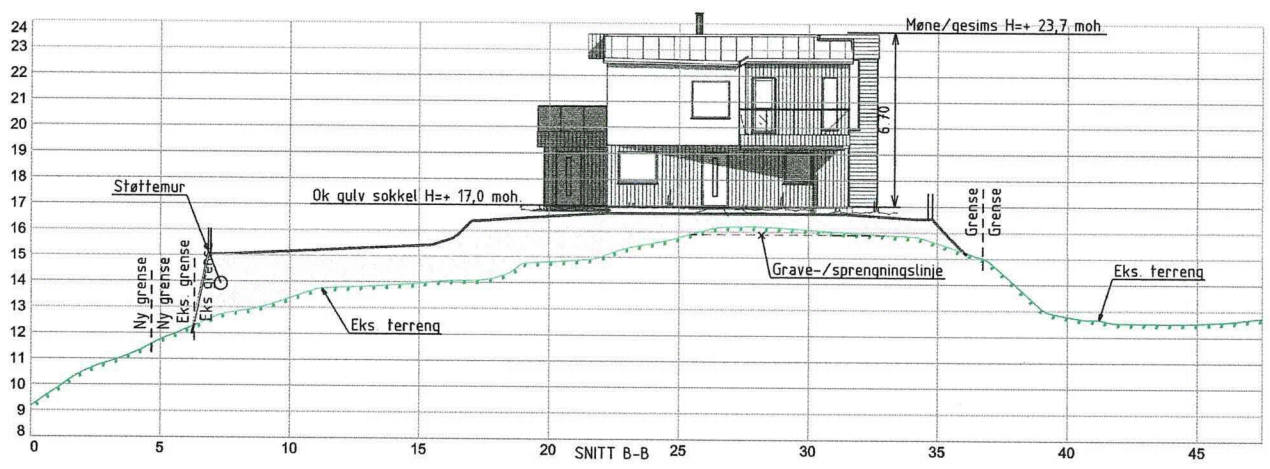 24
23
22
21
20
19
18
17
16
15
14
13
12
11
10
9
8
Møne/gesims H=+ 23,7 moh
6.70
Støttemur
Ok gulv sokkel H=+ 17,0 moh.
Grense
Grense
Ny grense
Ny grense
Eks. grense
Eks grense
Grave-/sprengningslinje
Eks. terreng
Eks terreng
0 5 10 15 20 25 30 35 40 45
SNITT B-B